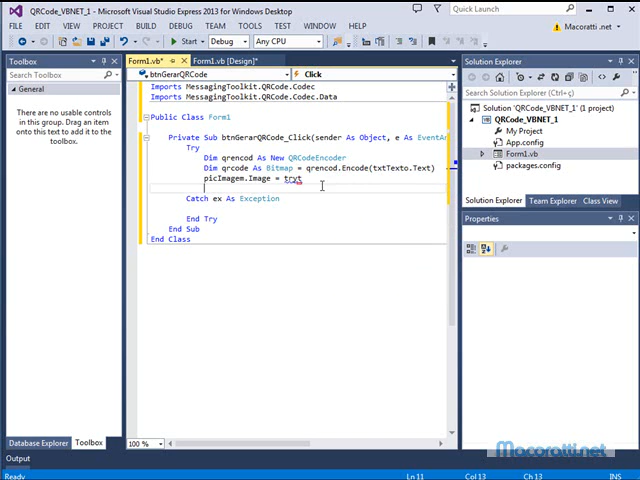 QRCode_VBNET_1 - Microsoft Visual Studio Express 2013 for Windows Desktop
Quick Launch (Ctrl+Q)
FILE EDIT VIEW PROJECT BUILD DEBUG TEAM TOOLS TEST WINDOW HELP
Macoratti .net
Start Debug Any CPU
Toolbox
Search Toolbox
General
There are no usable
controls in this group.
Drag an item onto this
text to add it to the
toolbox.
Database Explorer Toolbox
Form1.vb* Form1.vb [Design]*
btnGerarQRCode Click
Imports MessagingToolkit.QRCode.Codec
Imports MessagingToolkit.QRCode.Codec.Data
Public Class Form1
Private Sub btnGerarQRCode_Click(sender As Object, e As EventAr
Try
Dim qrencod As New QRCodeEncoder
Dim qrcode As Bitmap = qrencod.Encode(txtTexto.Text)
picImagem.Image = tryt
Catch ex As Exception
End Try
End Sub
End Class
100 %
Solution Explorer
Search Solution Explorer (Ctrl+ç)
Solution 'QRCode_VBNET_1' (1 project)
QRCode_VBNET_1
My Project
App.config
Form1.vb
packages.config
Solution Explorer Team Explorer Class View
Properties
Macoratti.net
Output
Ready Ln 11 Col 13 Ch 13 INS